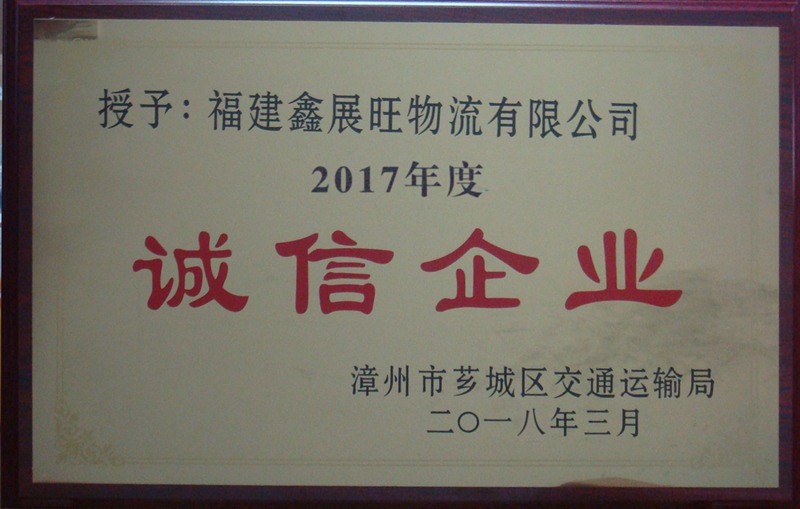 授予：福建鑫展旺物流有限公司
2017年度
诚信企业
漳州市芗城区交通运输局
二〇一八年三月